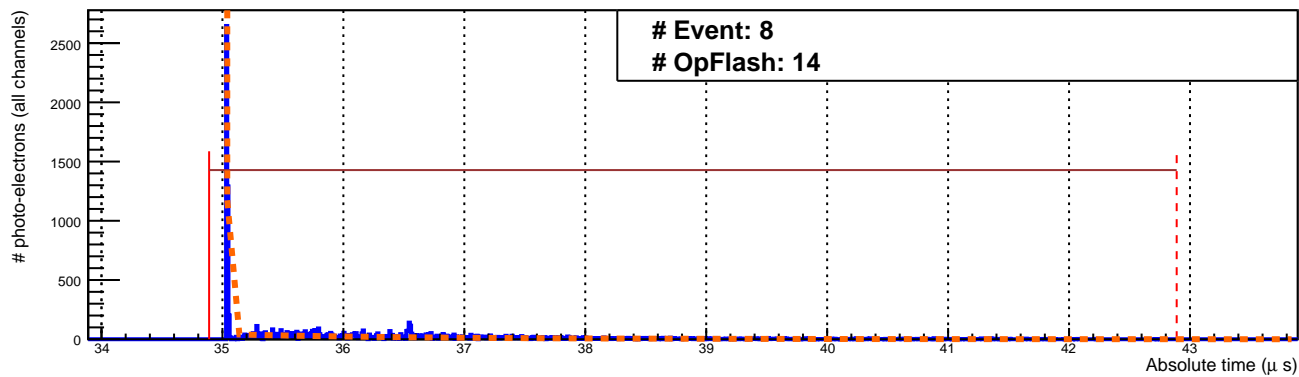 # Event: 8
# OpFlash: 14
# photo-electrons (all channels)
2500
2000
1500
1000
500
0
34 35 36 37 38 39 40 41 42 43
Absolute time (μ s)